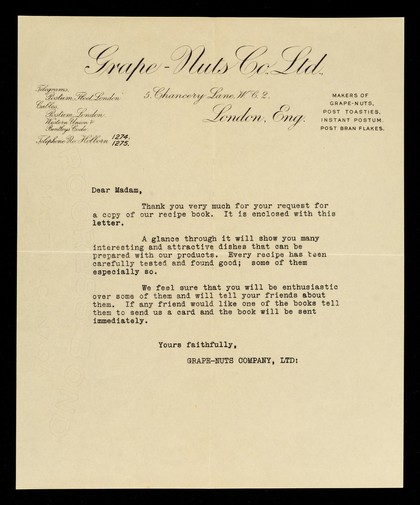 Grape-Nuts Co. Ltd.
Telegrams.
Postum, Fleet, London.
Cables.
Postum, London.
Western Union &
Bentleys Code.
Telephone No. Holborn 1274.
1275.
5, Chancery Lane, W.C.2.
London, Eng.
MAKERS OF
GRAPE-NUTS,
POST TOASTIES,
INSTANT POSTUM,
POST BRAN FLAKES.
Dear Madam,
Thank you very much for your request for
a copy of our recipe book. It is enclosed with this
letter.
A glance through it will show you many
interesting and attractive dishes that can be
prepared with our products. Every recipe has been
carefully tested and found good; some of them
especially so.
We feel sure that you will be enthusiastic
over some of them and will tell your friends about
them. If any friend would like one of the books tell
them to send us a card and the book will be sent
immediately.
Yours faithfully,
GRAPE-NUTS COMPANY, LTD: